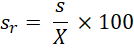 s_r = s/X × 100